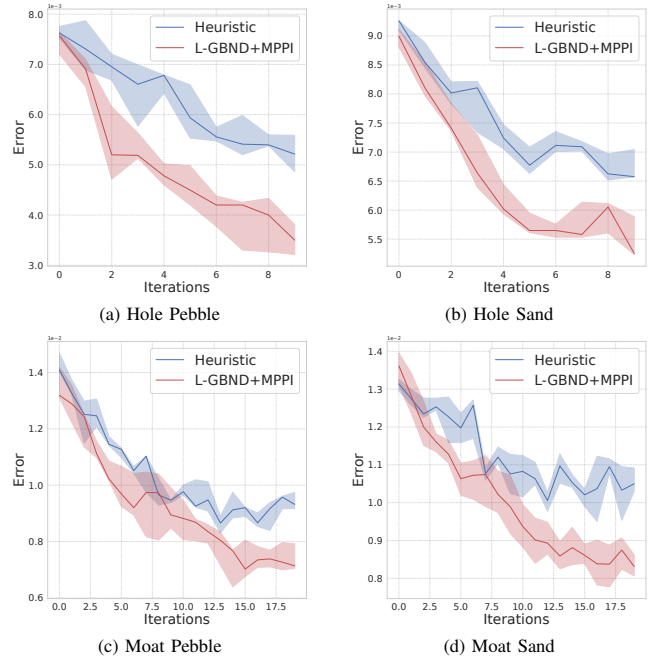 1e−3
8.0
7.0
6.0
5.0
4.0
3.0
Error
Heuristic
L-GBND+MPPI
0 2 4 6 8
Iterations
(a) Hole Pebble
1e−3
9.0
8.5
8.0
7.5
7.0
6.5
6.0
5.5
Error
Heuristic
L-GBND+MPPI
0 2 4 6 8
Iterations
(b) Hole Sand
1e−2
1.4
1.2
1.0
0.8
0.6
Error
Heuristic
L-GBND+MPPI
0.0 2.5 5.0 7.5 10.0 12.5 15.0 17.5
Iterations
(c) Moat Pebble
1e−2
1.4
1.3
1.2
1.1
1.0
0.9
0.8
Error
Heuristic
L-GBND+MPPI
0.0 2.5 5.0 7.5 10.0 12.5 15.0 17.5
Iterations
(d) Moat Sand